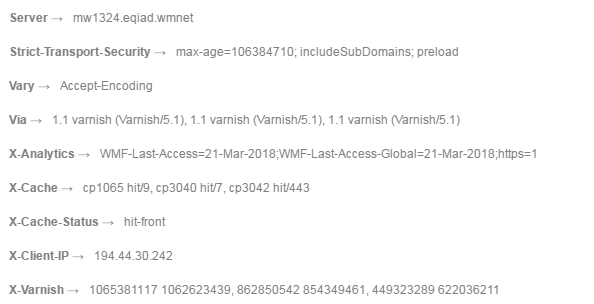 Server → mw1324.eqiad.wmnet
Strict-Transport-Security → max-age=106384710; includeSubDomains; preload
Vary → Accept-Encoding
Via → 1.1 varnish (Varnish/5.1), 1.1 varnish (Varnish/5.1), 1.1 varnish (Varnish/5.1)
X-Analytics → WMF-Last-Access=21-Mar-2018;WMF-Last-Access-Global=21-Mar-2018;https=1
X-Cache → cp1065 hit/9, cp3040 hit/7, cp3042 hit/443
X-Cache-Status → hit-front
X-Client-IP → 194.44.30.242
X-Varnish → 1065381117 1062623439, 862850542 854349461, 449323289 622036211